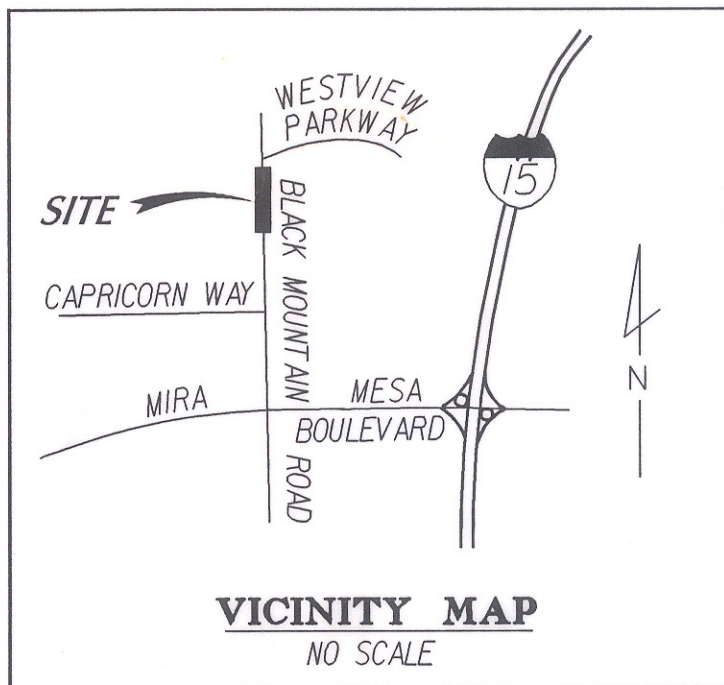 WESTVIEW
PARKWAY
15
SITE
BLACK MOUNTAIN ROAD
CAPRICORN WAY
MIRA MESA
BOULEVARD
N
VICINITY MAP
NO SCALE